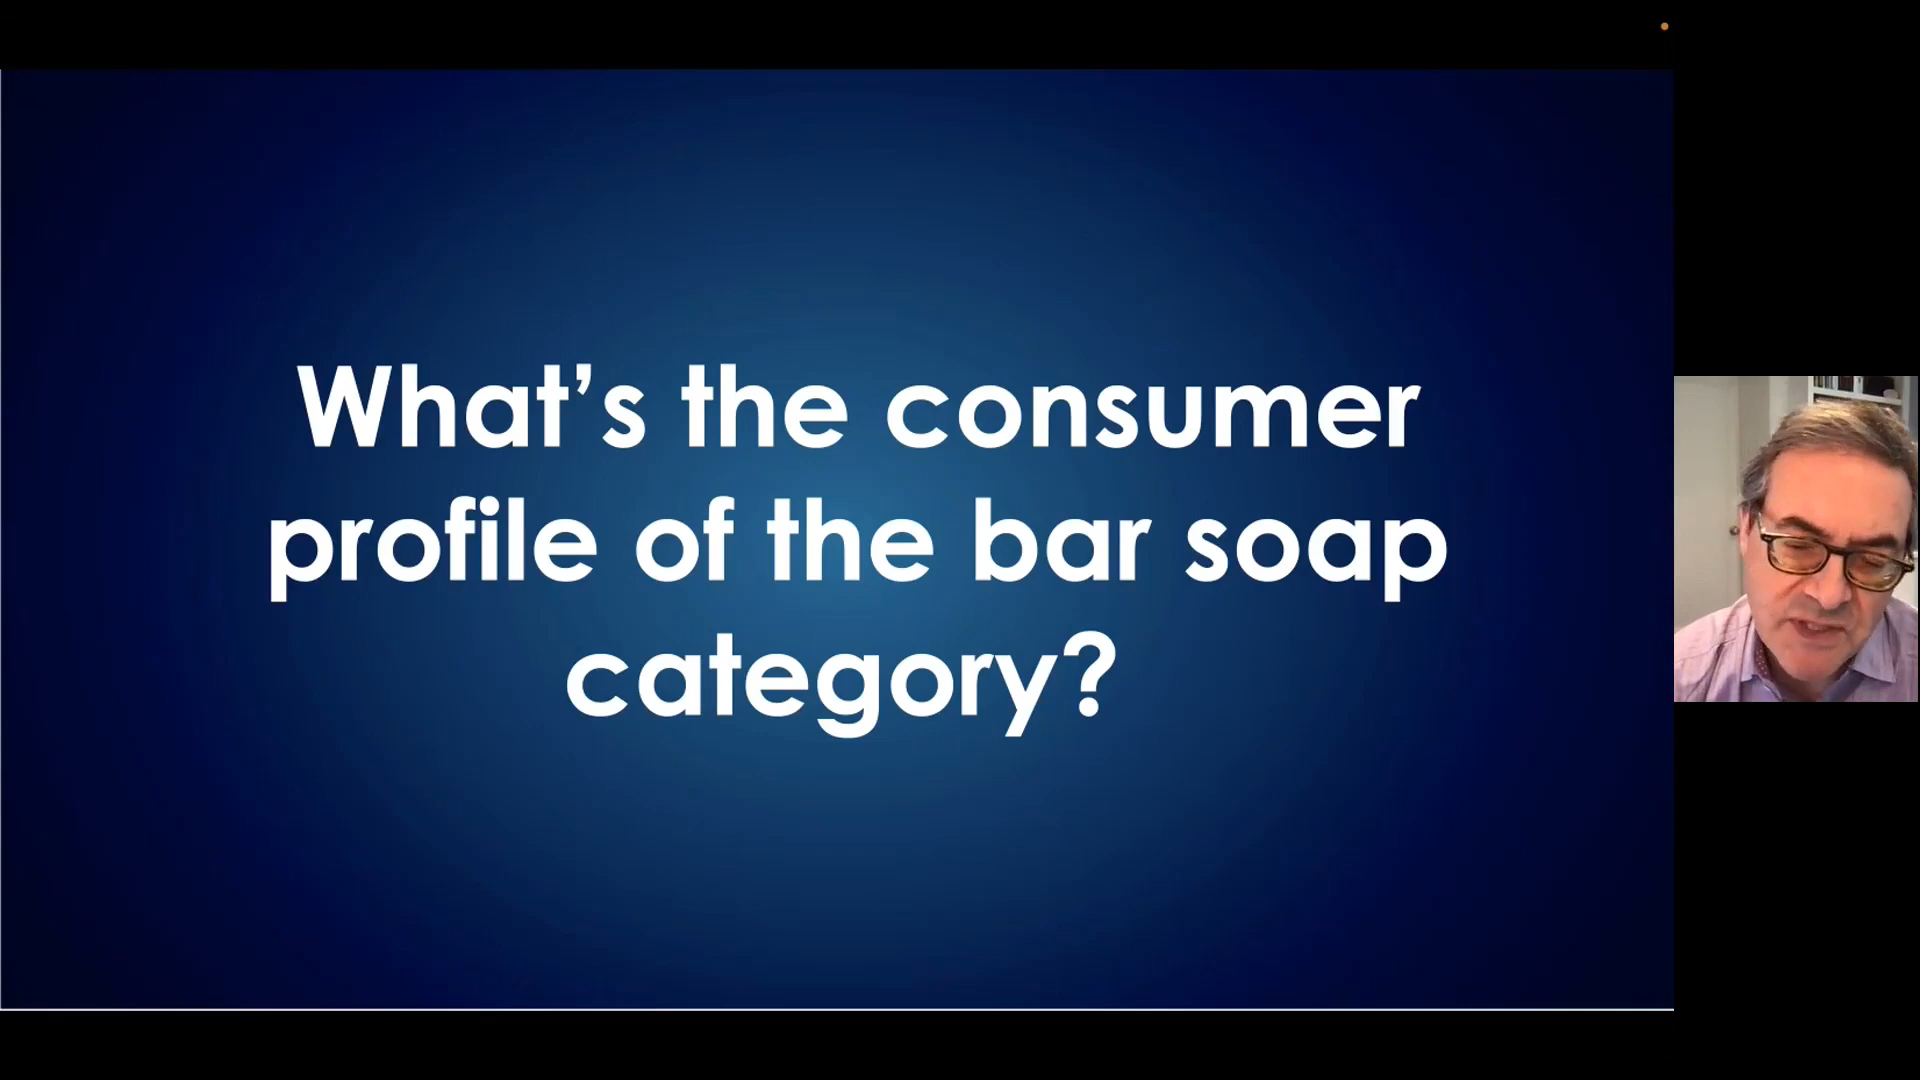 What’s the consumer
profile of the bar soap
category?